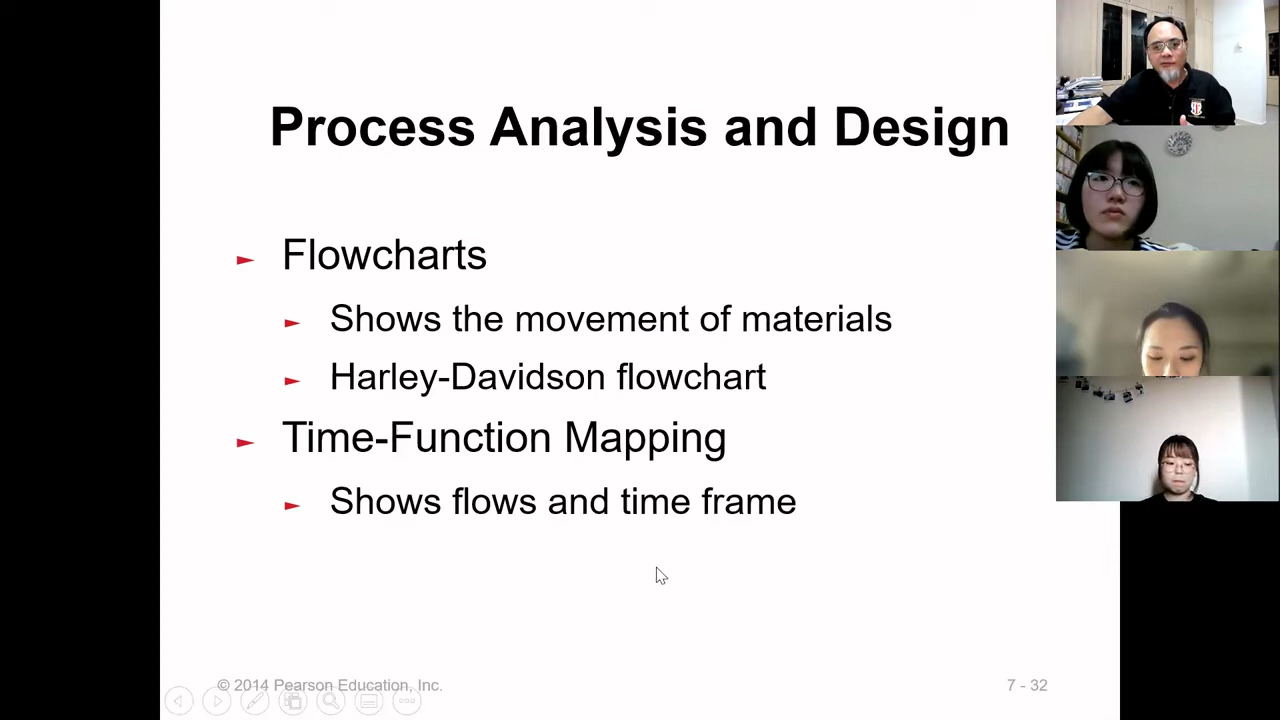 Process Analysis and Design
► Flowcharts
► Shows the movement of materials
► Harley-Davidson flowchart
► Time-Function Mapping
► Shows flows and time frame
© 2014 Pearson Education, Inc.
7 - 32